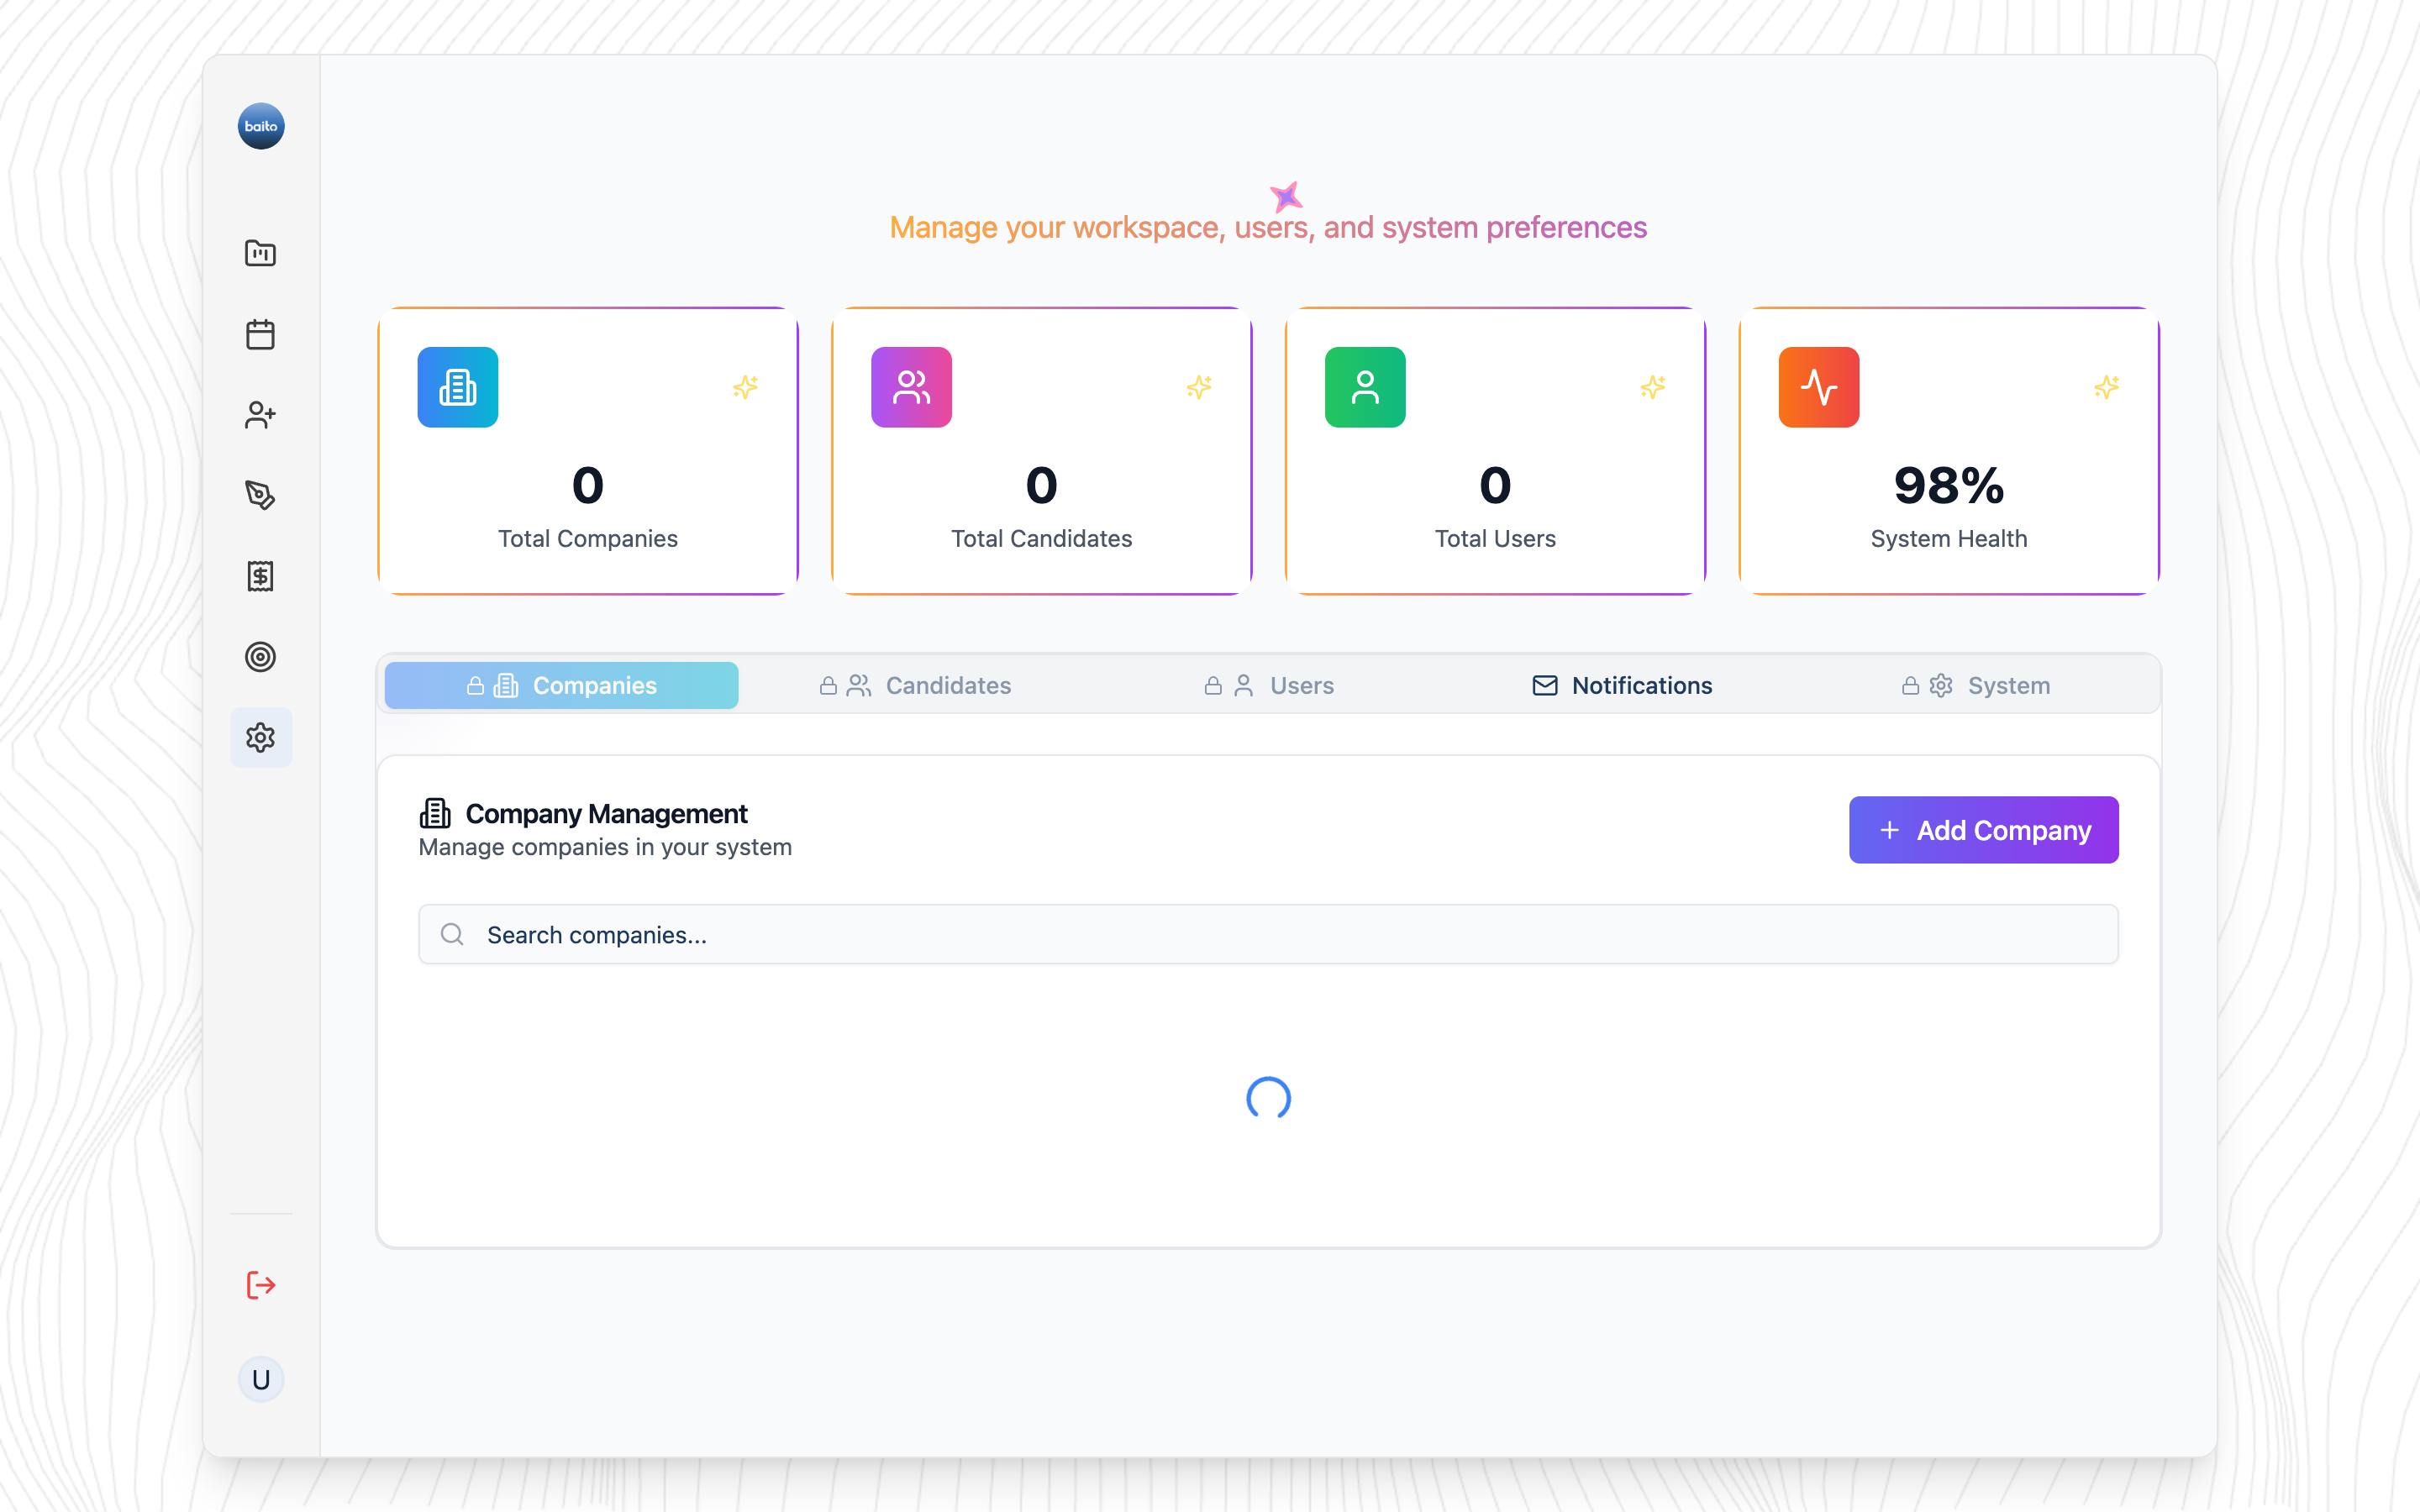 baito
Manage your workspace, users, and system preferences
0
Total Companies
0
Total Candidates
0
Total Users
98%
System Health
Companies
Candidates
Users
Notifications
System
Company Management
Manage companies in your system
+ Add Company
Search companies...
U